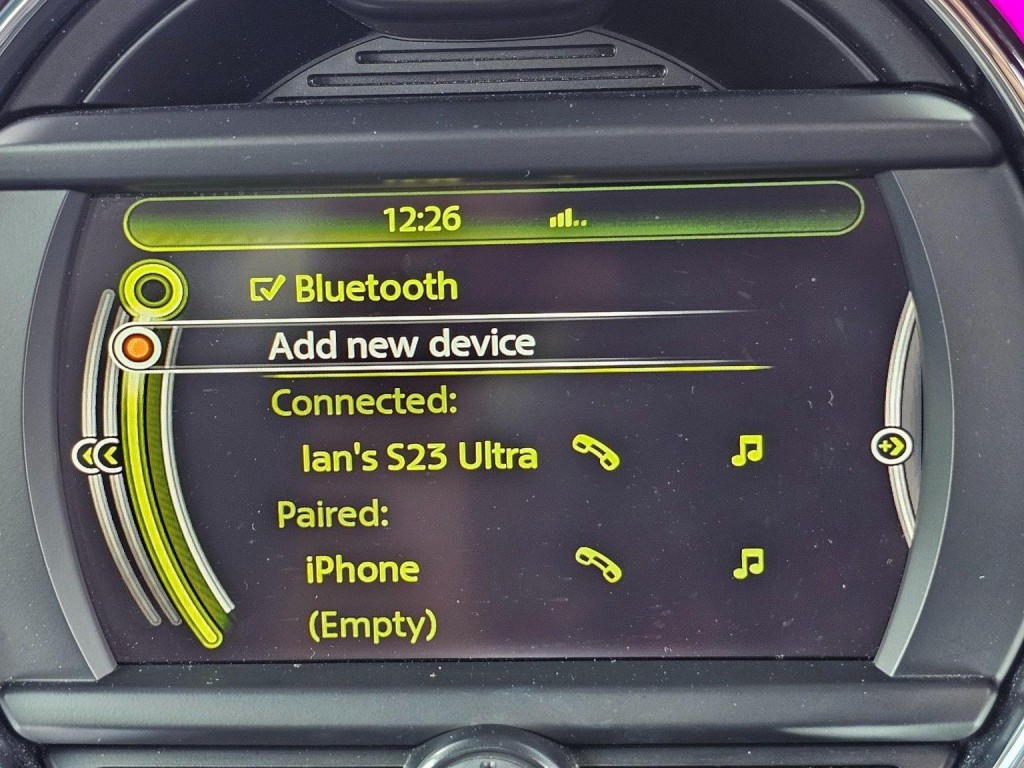 12:26
Bluetooth
Add new device
Connected:
Ian's S23 Ultra
Paired:
iPhone
(Empty)